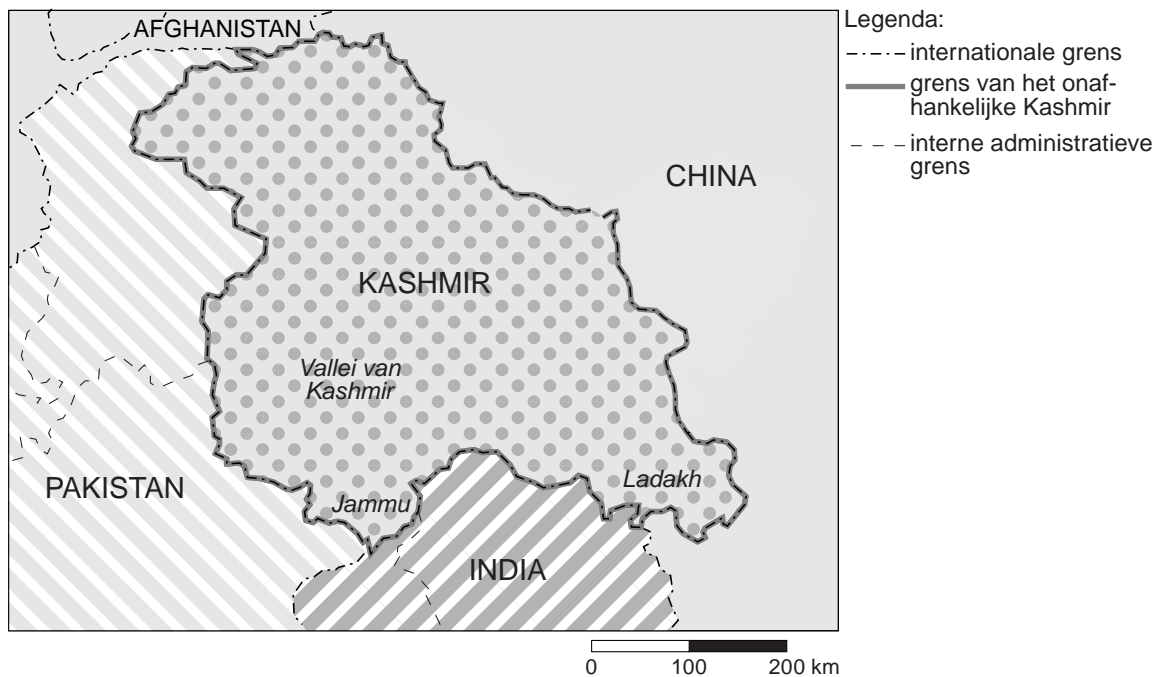 AFGHANISTAN
CHINA
KASHMIR
Vallei van
Kashmir
Ladakh
Jammu
PAKISTAN
INDIA
Legenda:
internationale grens
grens van het onaf-
hankelijke Kashmir
interne administratieve
grens
0 100 200 km